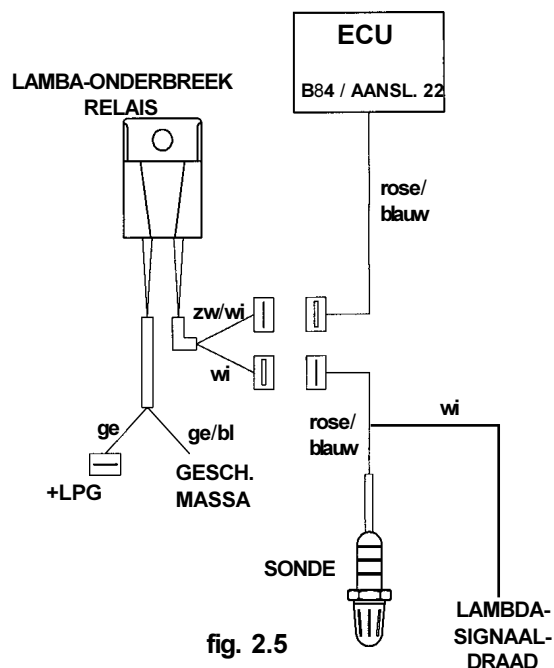 ECU
B84 / AANSL. 22
LAMBA-ONDERBREEK
RELAIS
rose/
blauw
zw/wi
wi
ge
ge/bl
+LPG
GESCH.
MASSA
rose/
blauw
wi
SONDE
LAMBDA-
SIGNAAL-
DRAAD
fig. 2.5